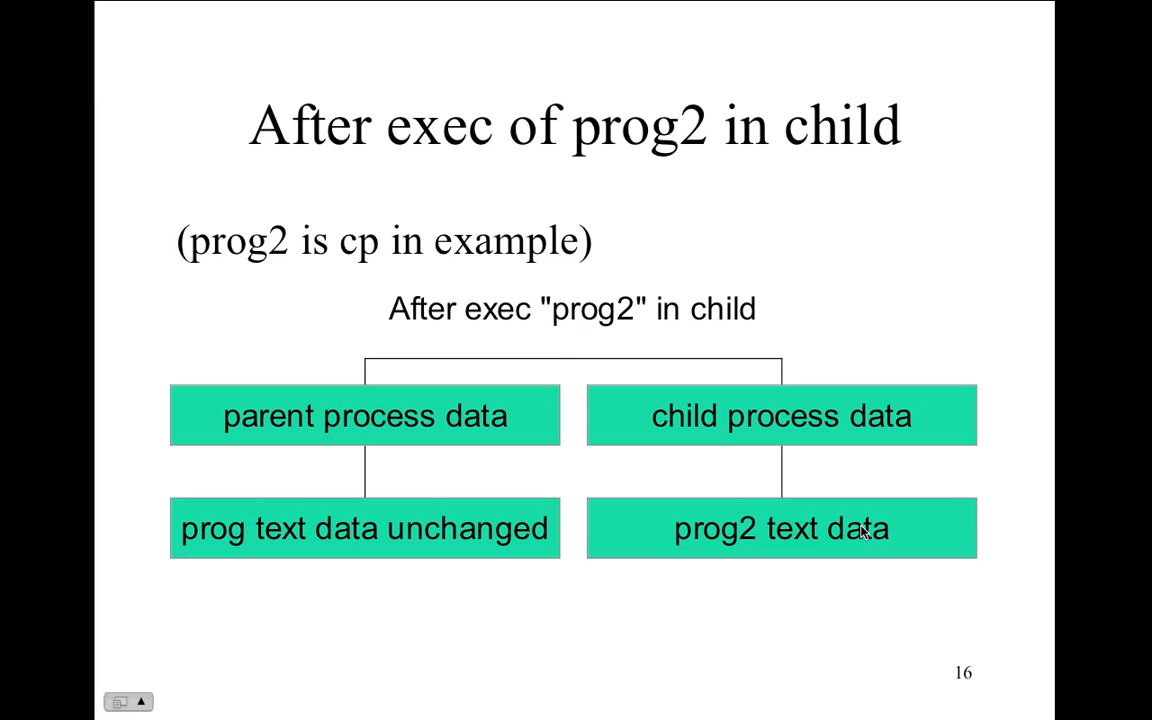 After exec of prog2 in child
(prog2 is cp in example)
After exec "prog2" in child
parent process data
child process data
prog text data unchanged
prog2 text data
16